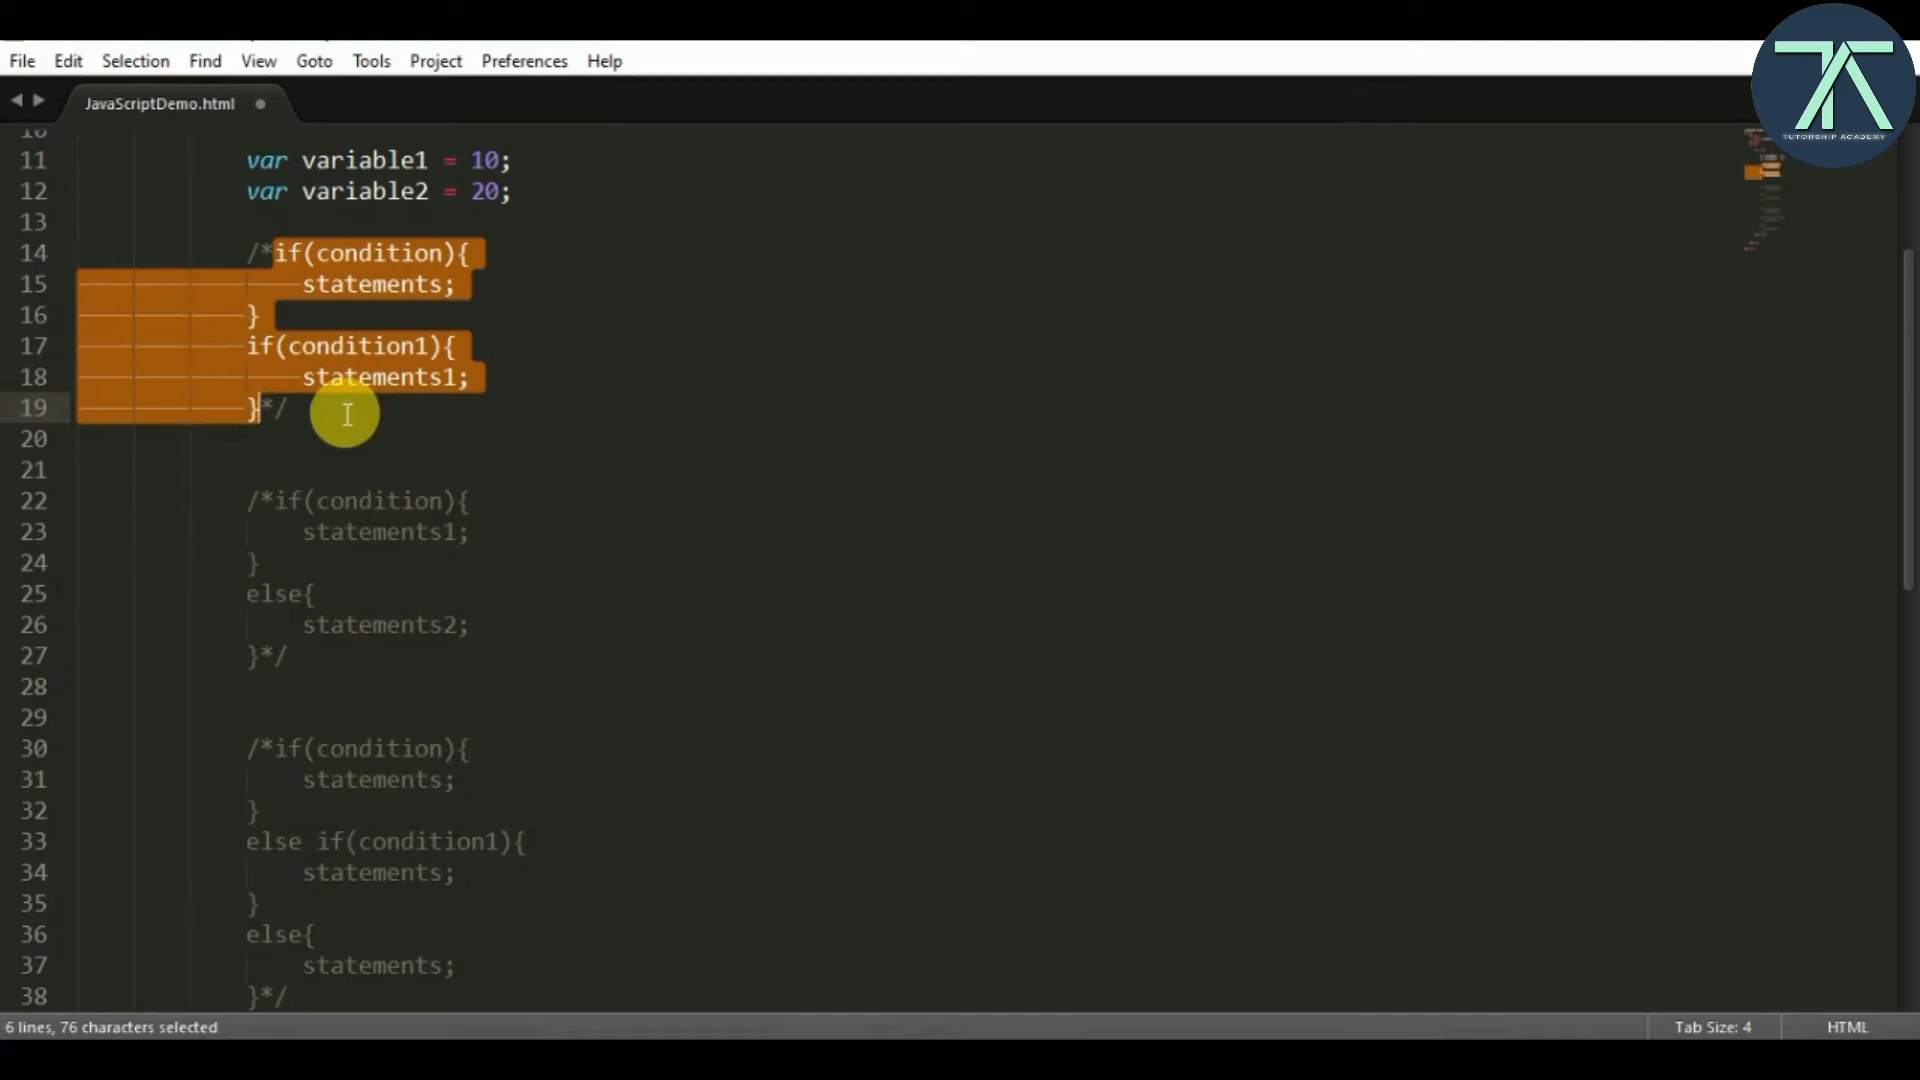 File Edit Selection Find View Goto Tools Project Preferences Help
TUTORSHIP ACADEMY
JavaScriptDemo.html
10
11 var variable1 = 10;
12 var variable2 = 20;
13
14 /*if(condition){
15 statements;
16 }
17 if(condition1){
18 statements1;
19 }*/
20
21
22 /*if(condition){
23 statements1;
24 }
25 else{
26 statements2;
27 }*/
28
29
30 /*if(condition){
31 statements;
32 }
33 else if(condition1){
34 statements;
35 }
36 else{
37 statements;
38 }*/
6 lines, 76 characters selected Tab Size: 4 HTML